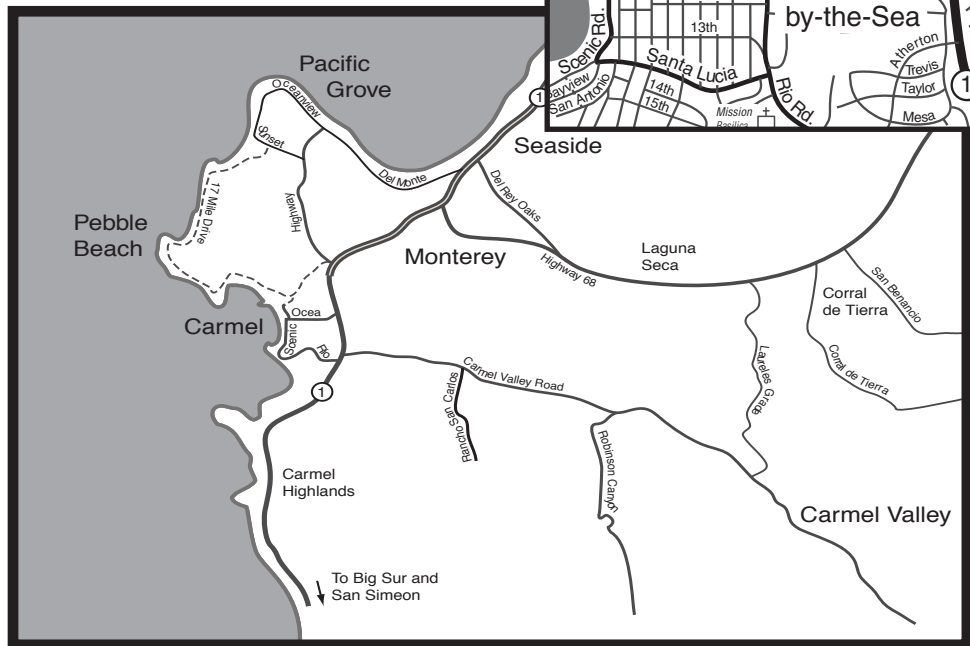 by-the-Sea
13th
Scenic Rd.
Santa Lucia
14th
15th
San Antonio
Rio Rd.
Mission
Atherton
Trevis
Taylor
Mesa
1
Pacific
Grove
Oceanview
Sunset
1
Seaside
Del Monte
Del Rey Oaks
17 Mile Drive
Highway
Pebble
Beach
Monterey
Highway 68
Laguna
Seca
San Benancio
Corral
de Tierra
Carmel
Ocea
Scenic
Rio
Corral de Tierra
Laureles Grade
Carmel Valley Road
Rancho San Carlos
1
Robinson Canyon
Carmel
Highlands
Carmel Valley
To Big Sur and
San Simeon